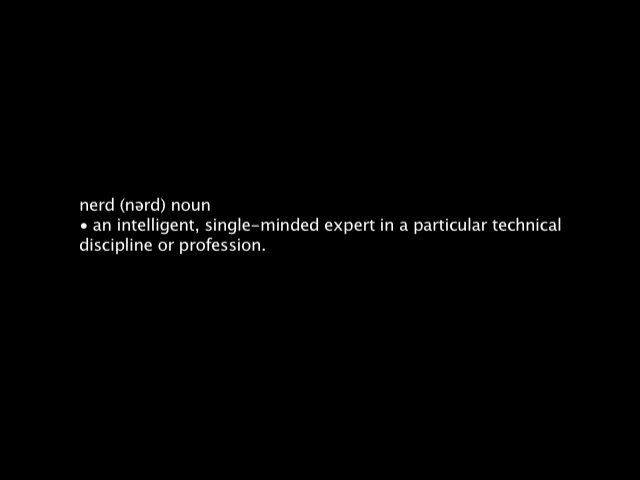 nerd (nərd) noun
• an intelligent, single-minded expert in a particular technical
discipline or profession.